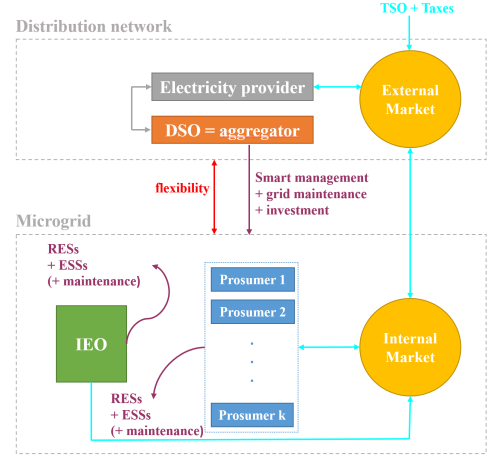 TSO + Taxes
Distribution network
Electricity provider
External
Market
DSO = aggregator
flexibility
Smart management
+ grid maintenance
+ investment
Microgrid
RESs
+ ESSs
(+ maintenance)
Prosumer 1
Prosumer 2
.
.
.
Prosumer k
IEO
Internal
Market
RESs
+ ESSs
(+ maintenance)